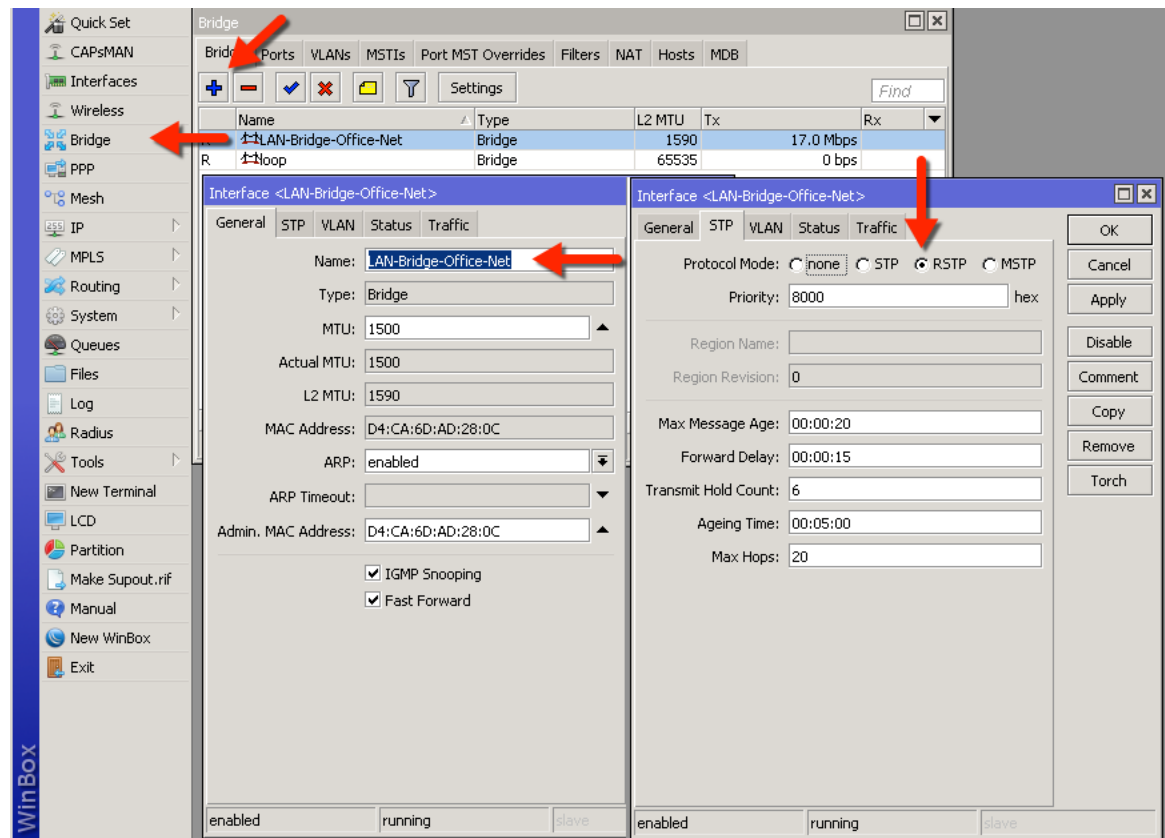 Quick Set
CAPsMAN
Interfaces
Wireless
Bridge
PPP
Mesh
IP
MPLS
Routing
System
Queues
Files
Log
Radius
Tools
New Terminal
LCD
Partition
Make Supout.rif
Manual
New WinBox
Exit
WinBox
Bridge
Ports VLANs MSTIs Port MST Overrides Filters NAT Hosts MDB
Settings
Find
Name Type L2 MTU Tx Rx
LAN-Bridge-Office-Net Bridge 1590 17.0 Mbps
R loop Bridge 65535 0 bps
Interface <LAN-Bridge-Office-Net>
General STP VLAN Status Traffic
Name: LAN-Bridge-Office-Net
Type: Bridge
MTU: 1500
Actual MTU: 1500
L2 MTU: 1590
MAC Address: D4:CA:6D:AD:28:0C
ARP: enabled
ARP Timeout:
Admin. MAC Address: D4:CA:6D:AD:28:0C
IGMP Snooping
Fast Forward
enabled running slave
Interface <LAN-Bridge-Office-Net>
General STP VLAN Status Traffic
Protocol Mode: none STP RSTP MSTP
Priority: 8000 hex
Region Name:
Region Revision: 0
Max Message Age: 00:00:20
Forward Delay: 00:00:15
Transmit Hold Count: 6
Ageing Time: 00:05:00
Max Hops: 20
OK
Cancel
Apply
Disable
Comment
Copy
Remove
Torch
enabled running slave